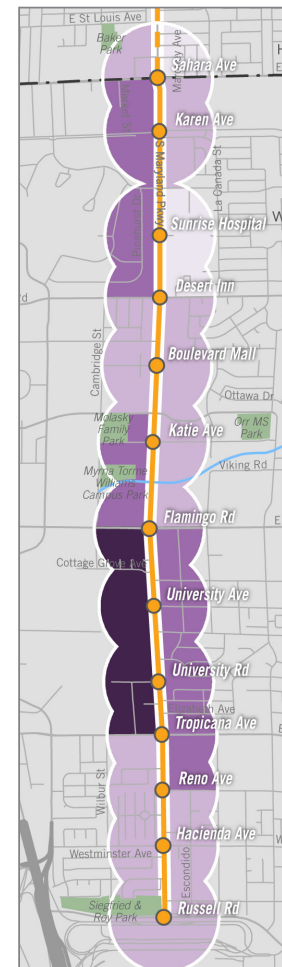 E St Louis Ave
Baker
Park
Maryland Pkwy
Sahara Ave
Karen Ave
S Maryland Pkwy
La Canada St
Sunrise Hospital
W
Desert Inn
Cambridge St
Boulevard Mall
Ottawa Dr
Molasky
Family
Park
Katie Ave
Orr MS
Park
Viking Rd
Myrna Torme
Williams
Campus Park
Flamingo Rd
E
Cottage Grove Ave
University Ave
University Rd
Tropicana Ave
E
Reno Ave
Wilbur St
Hacienda Ave
Westminster Ave
Escondido
Siegfried &
Roy Park
Russell Rd